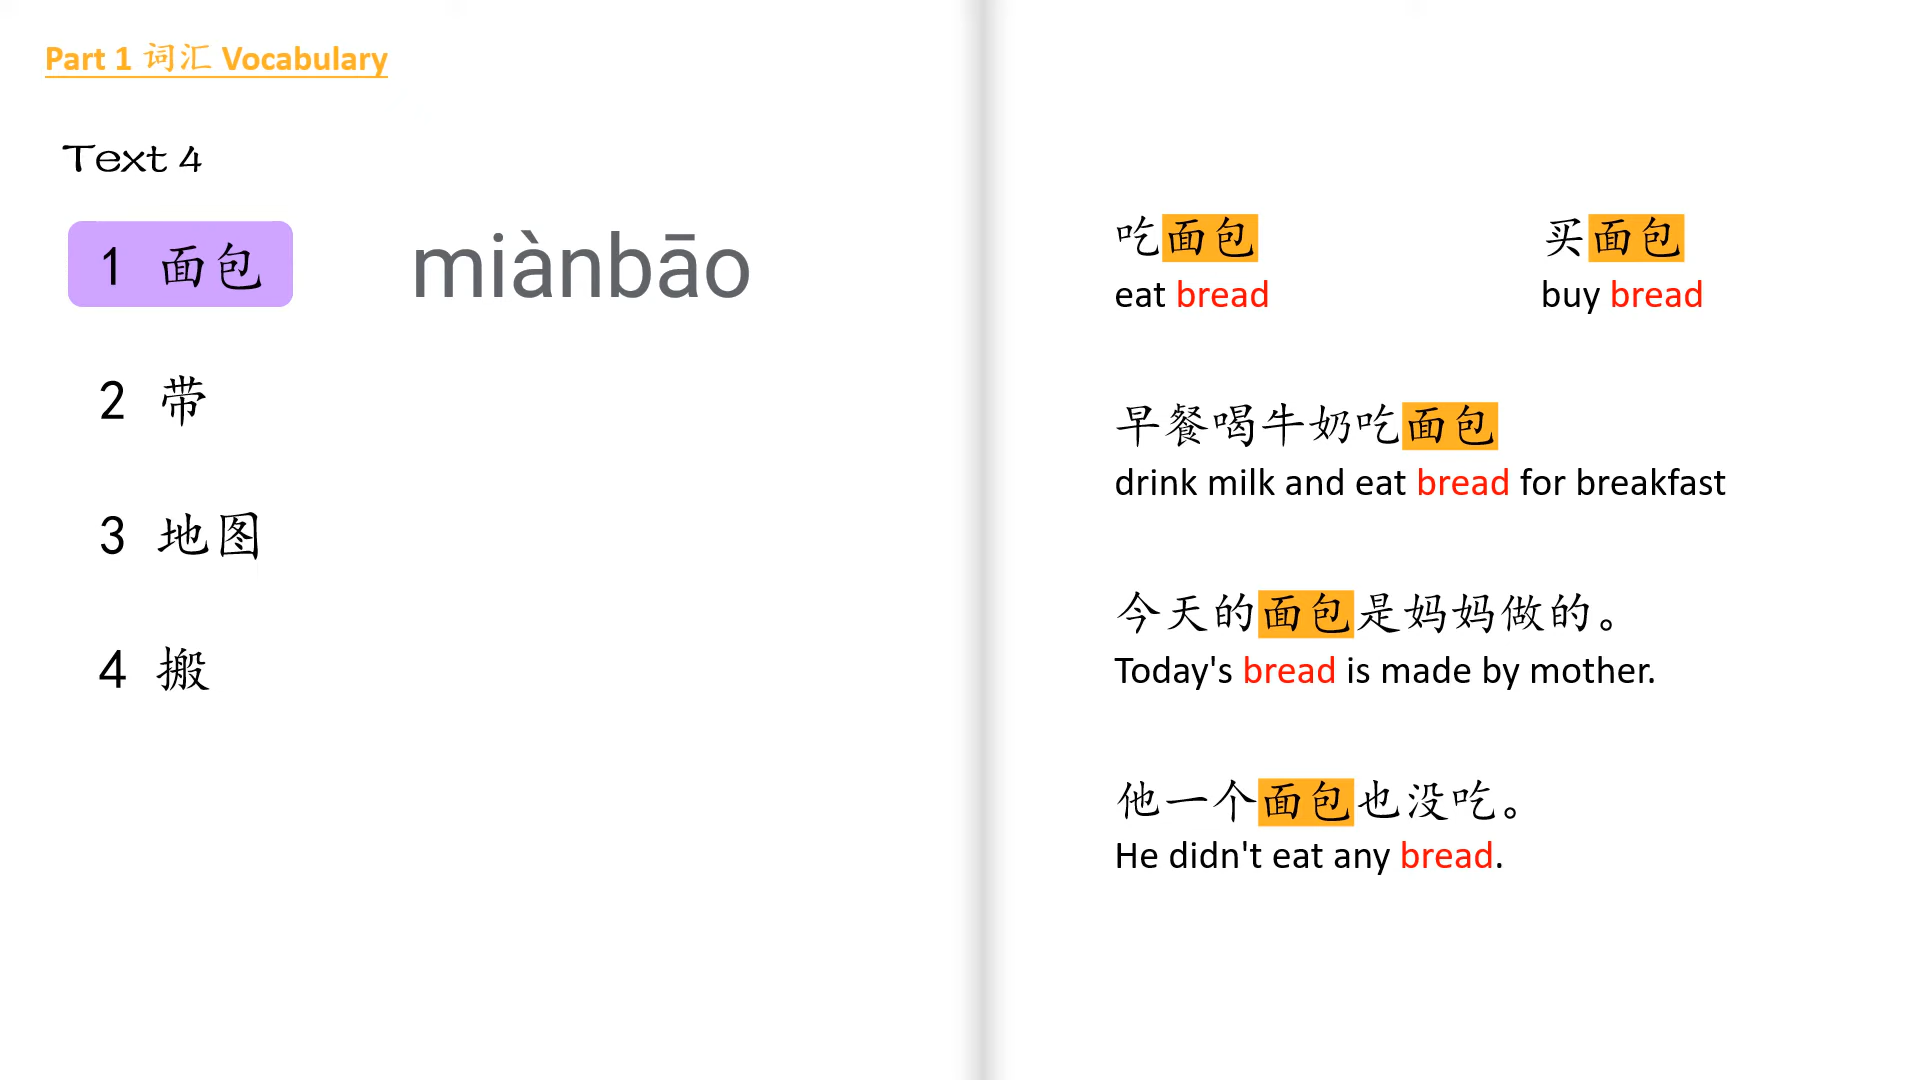 Part 1 词汇 Vocabulary
Text 4
1 面包 miànbāo
2 带
3 地图
4 搬
吃面包 买面包
eat bread buy bread
早餐喝牛奶吃面包
drink milk and eat bread for breakfast
今天的面包是妈妈做的。
Today's bread is made by mother.
他一个面包也没吃。
He didn't eat any bread.